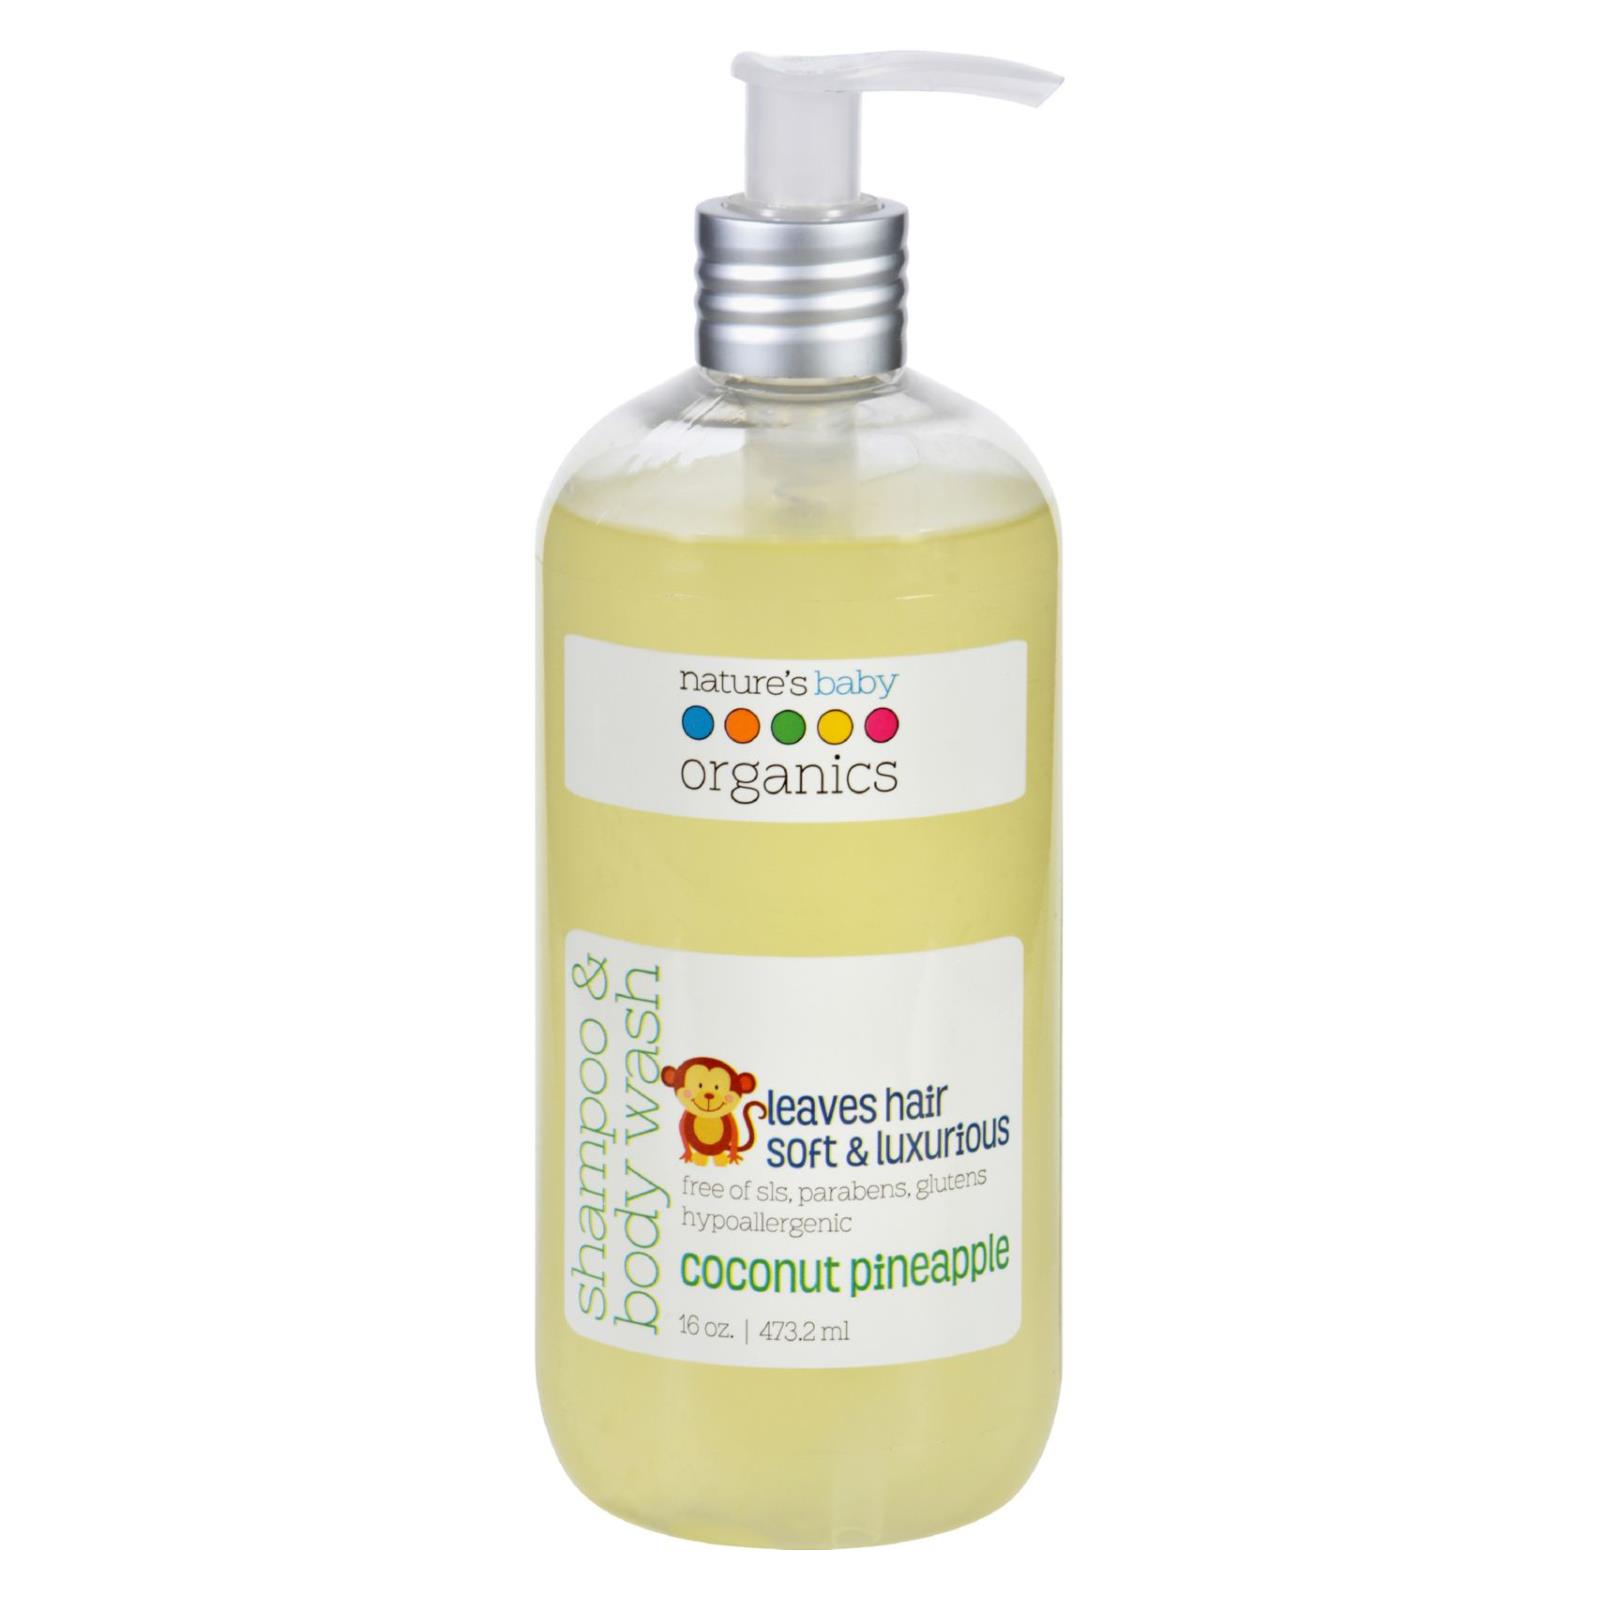 nature's baby
organics
shampoo &
body wash
leaves hair
soft & luxurious
free of sls, parabens, glutens
hypoallergenic
coconut pineapple
16 oz. | 473.2 ml